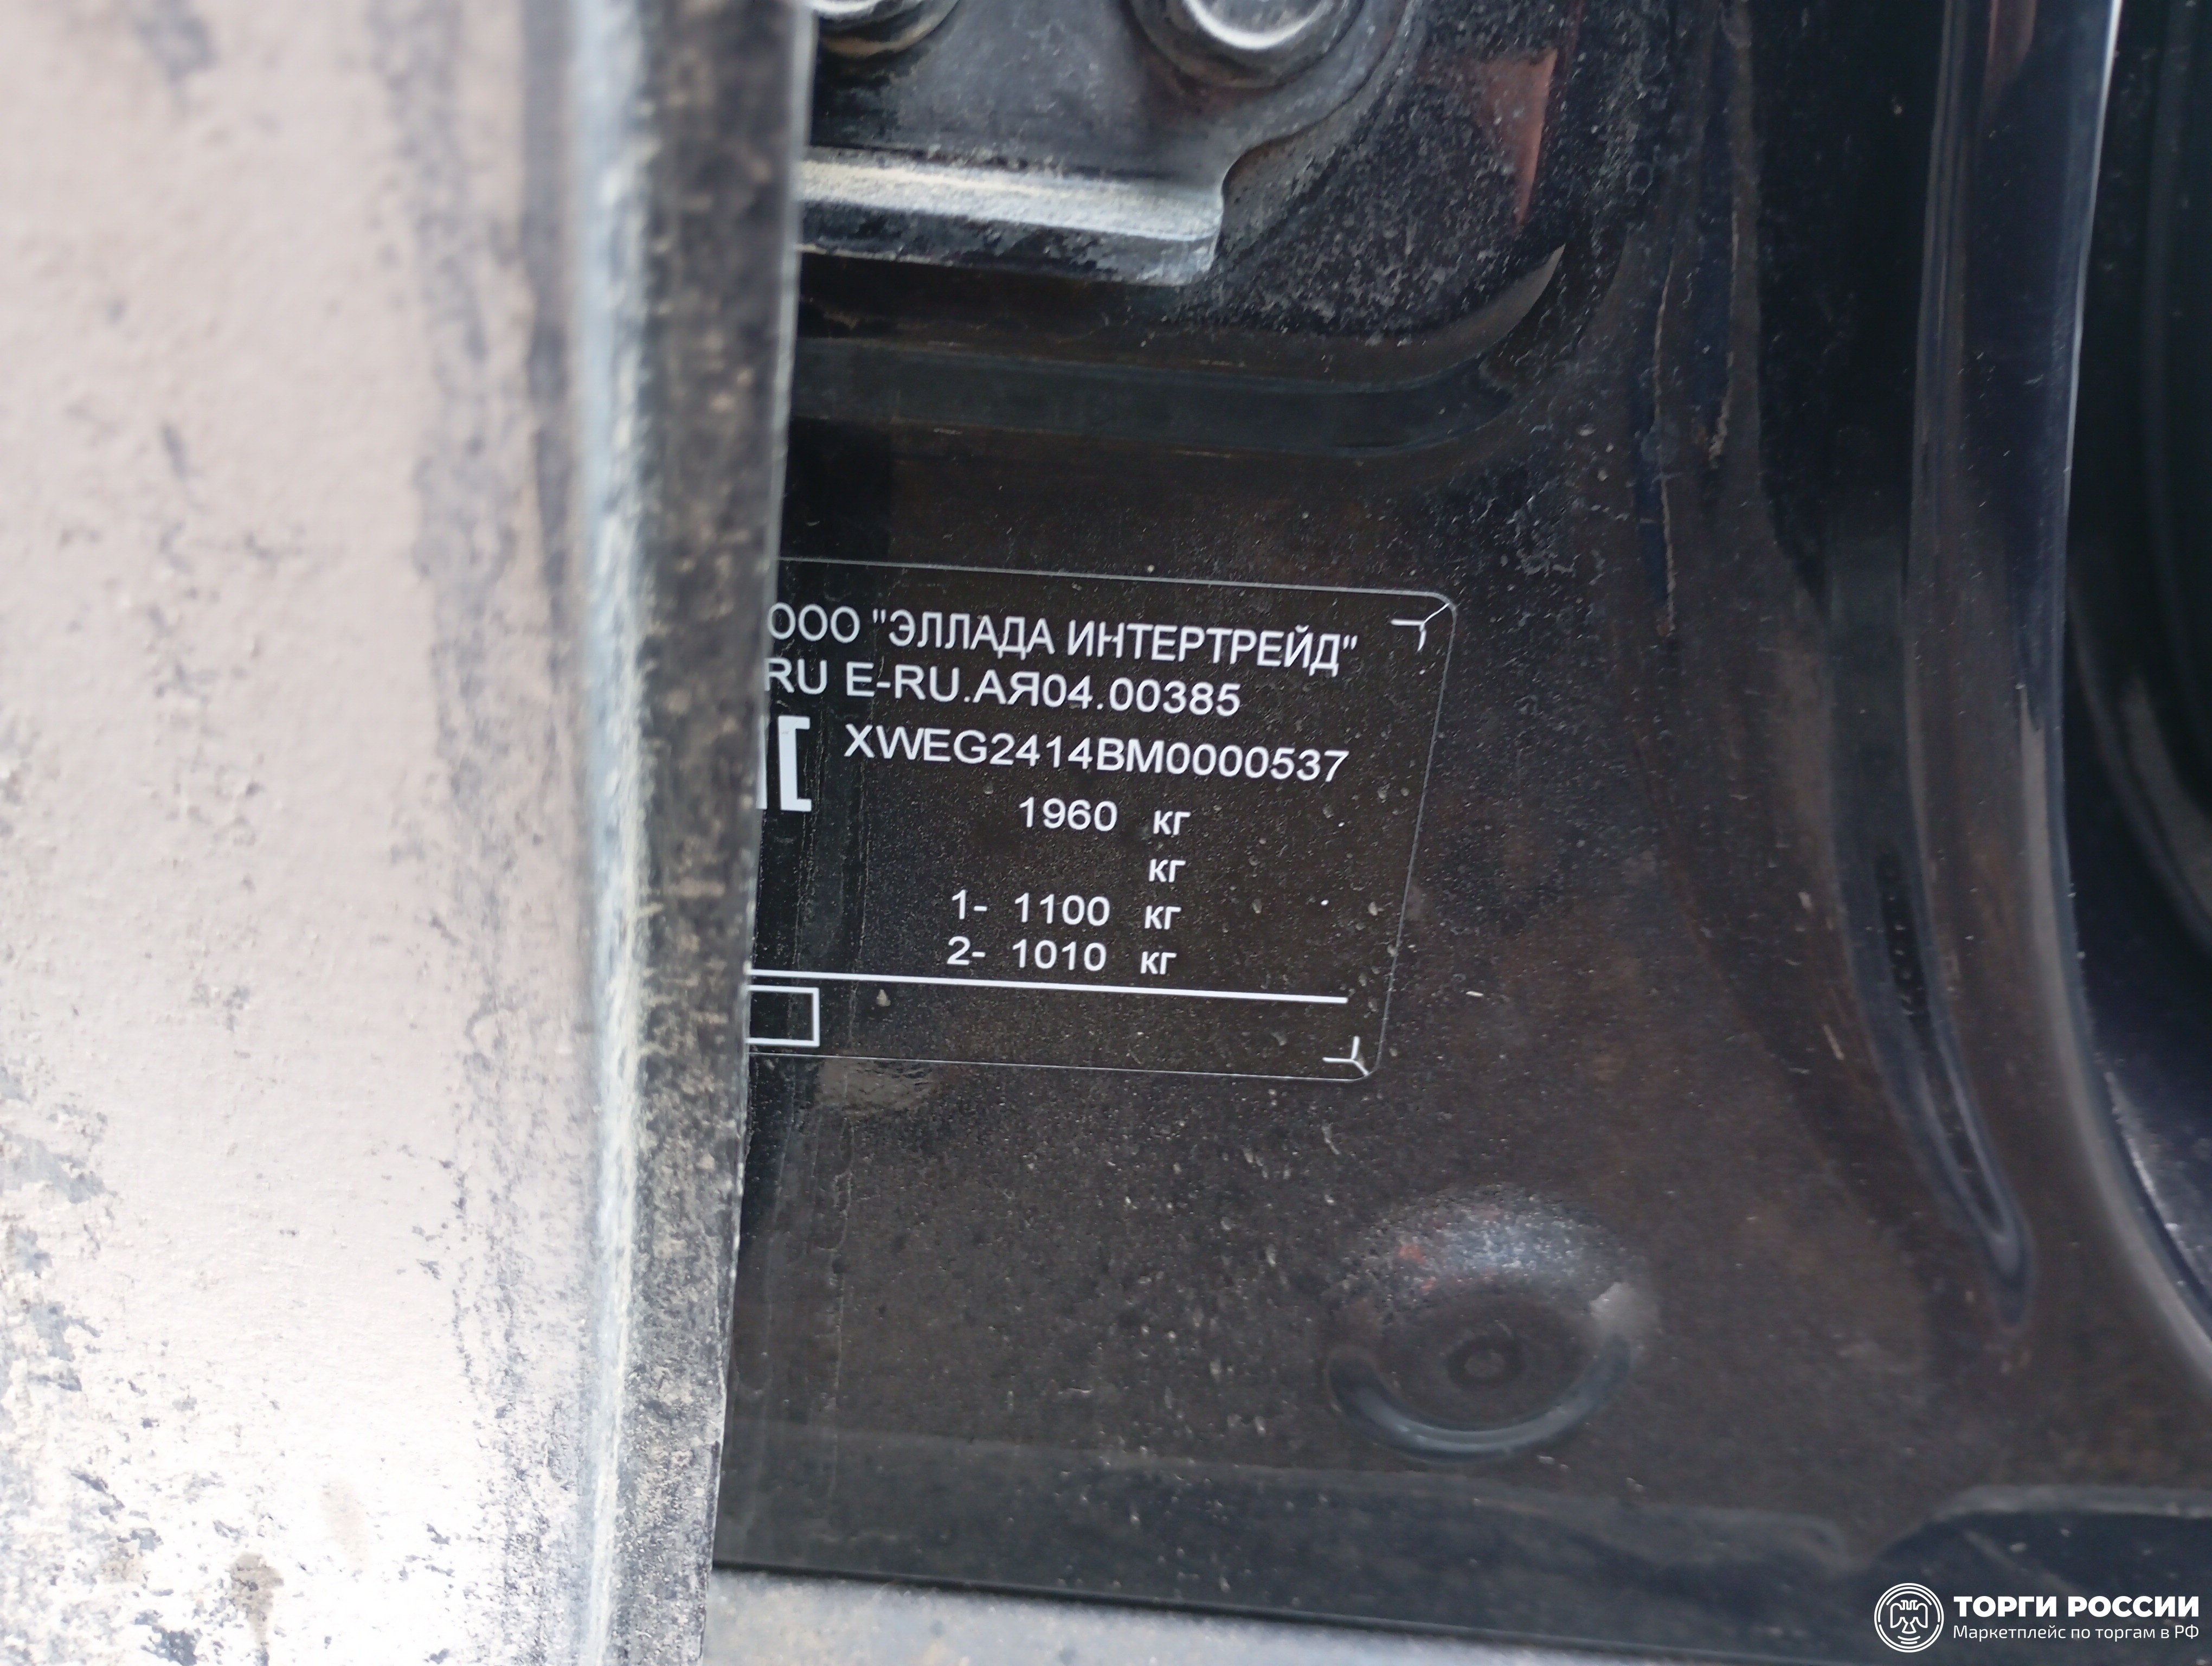 ООО "ЭЛЛАДА ИНТЕРТРЕЙД"
RU E-RU.АЯ04.00385
XWEG2414BM0000537
1960 кг
кг
1- 1100 кг
2- 1010 кг
ТОРГИ РОССИИ
Маркетплейс по торгам в РФ